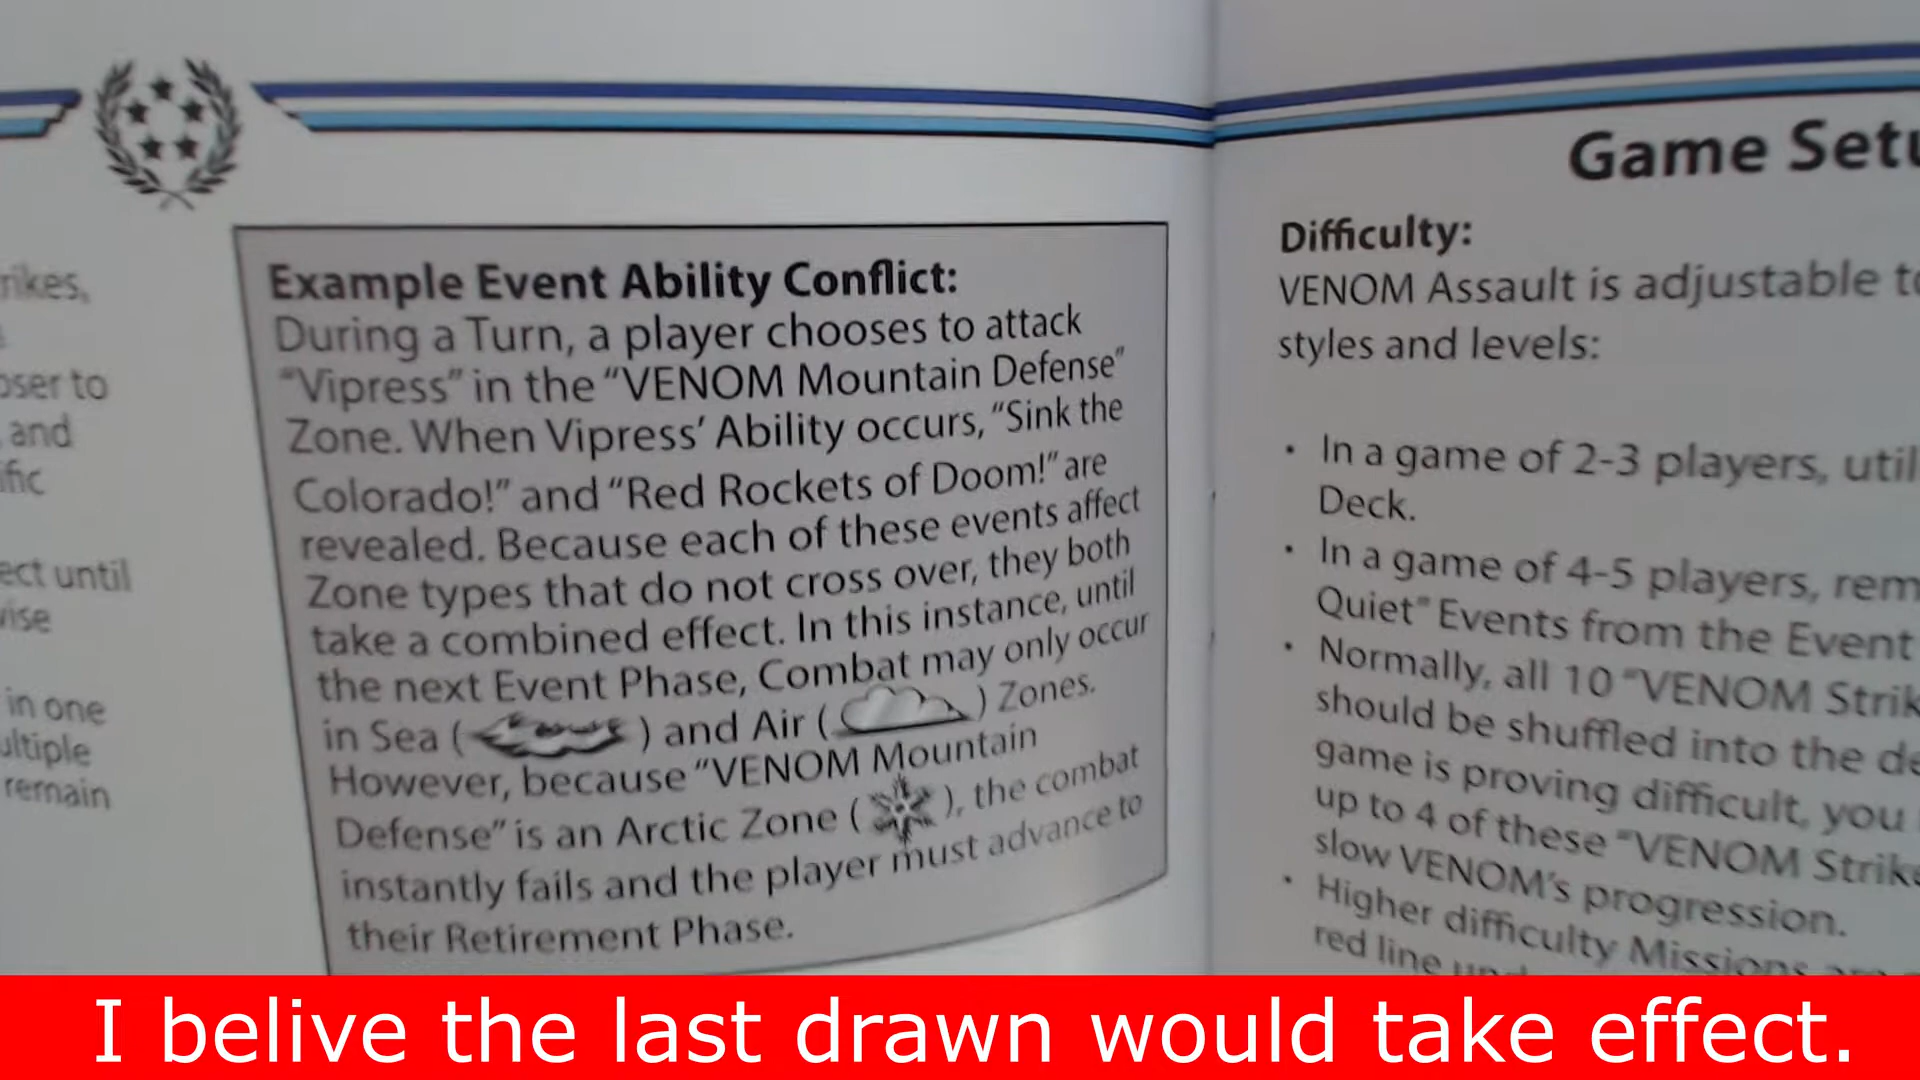 rikes,
oser to
and
ific
ect until
vise
in one
ultiple
remain
Example Event Ability Conflict:
During a Turn, a player chooses to attack
"Vipress" in the "VENOM Mountain Defense"
Zone. When Vipress' Ability occurs, "Sink the
Colorado!" and "Red Rockets of Doom!" are
revealed. Because each of these events affect
Zone types that do not cross over, they both
take a combined effect. In this instance, until
the next Event Phase, Combat may only occur
in Sea ( ) and Air ( ) Zones.
However, because "VENOM Mountain
Defense" is an Arctic Zone ( ), the combat
instantly fails and the player must advance to
their Retirement Phase.
Game Setu
Difficulty:
VENOM Assault is adjustable to
styles and levels:
• In a game of 2-3 players, util
Deck.
• In a game of 4-5 players, rem
Quiet" Events from the Event
• Normally, all 10 "VENOM Strik
should be shuffled into the de
game is proving difficult, you
up to 4 of these "VENOM Strike
slow VENOM's progression.
• Higher difficulty Missions are
red line
I belive the last drawn would take effect.